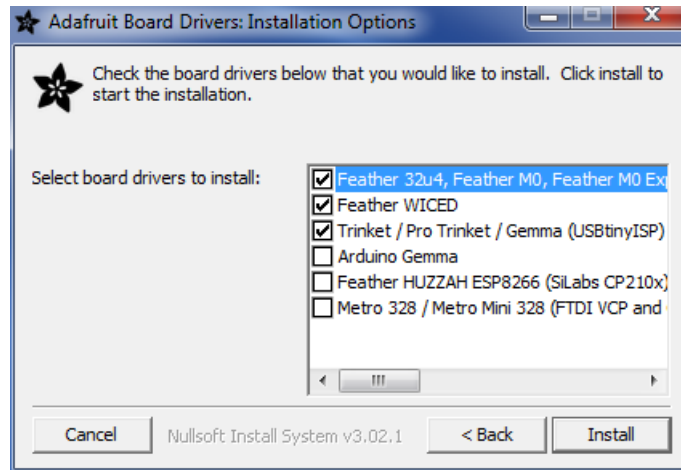 Adafruit Board Drivers: Installation Options
Check the board drivers below that you would like to install. Click install to
start the installation.
Select board drivers to install:
Feather 32u4, Feather M0, Feather M0
Feather WICED
Trinket / Pro Trinket / Gemma (USBtinyISP)
Arduino Gemma
Feather HUZZAH ESP8266 (SiLabs CP210x)
Metro 328 / Metro Mini 328 (FTDI VCP and
Cancel
Nullsoft Install System v3.02.1
< Back
Install